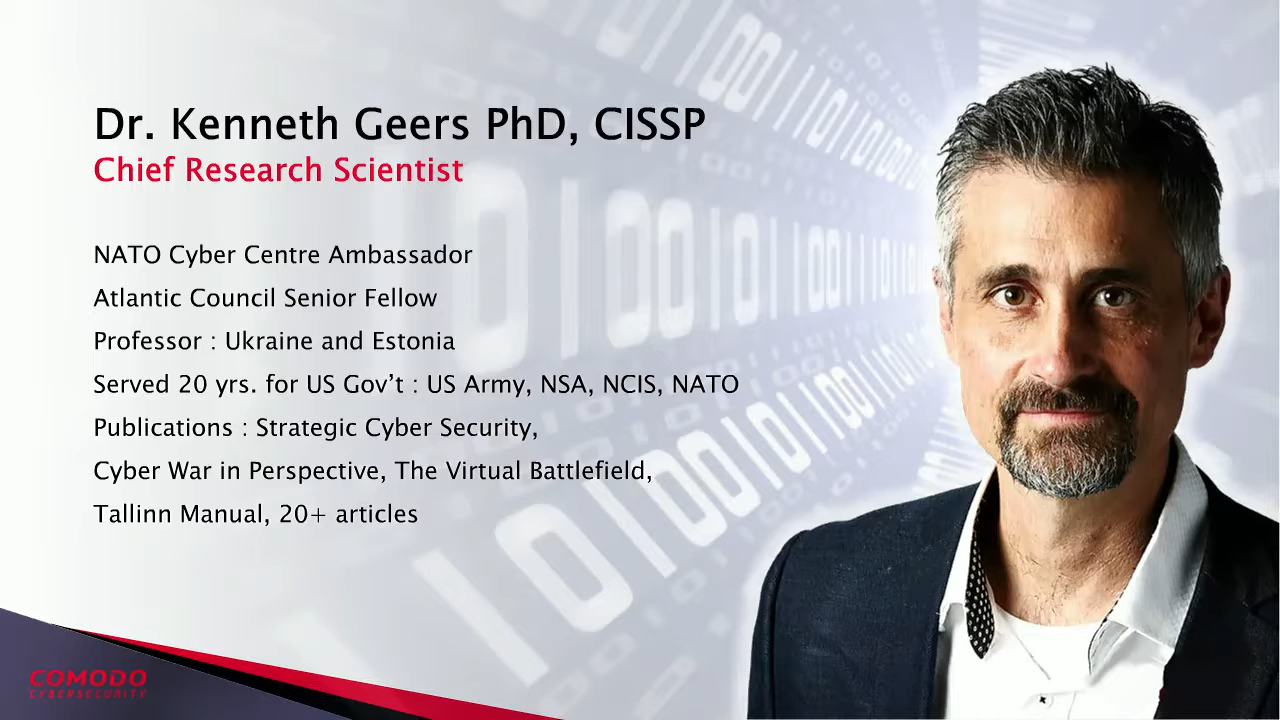 Dr. Kenneth Geers PhD, CISSP
Chief Research Scientist
NATO Cyber Centre Ambassador
Atlantic Council Senior Fellow
Professor : Ukraine and Estonia
Served 20 yrs. for US Gov’t : US Army, NSA, NCIS, NATO
Publications : Strategic Cyber Security,
Cyber War in Perspective, The Virtual Battlefield,
Tallinn Manual, 20+ articles
COMODO
CYBERSECURITY